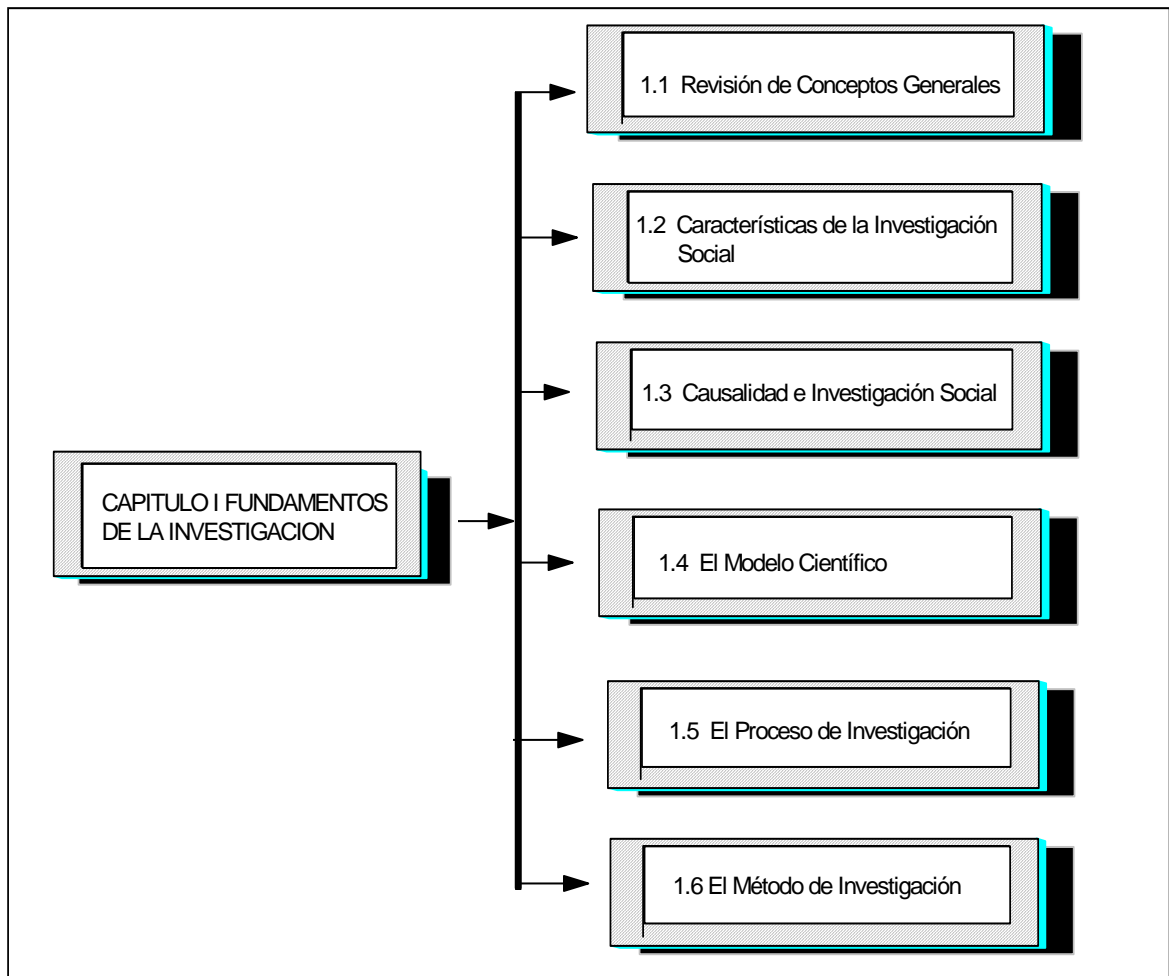 1.1 Revisión de Conceptos Generales
1.2 Características de la Investigación
Social
1.3 Causalidad e Investigación Social
CAPITULO I FUNDAMENTOS
DE LA INVESTIGACION
1.4 El Modelo Científico
1.5 El Proceso de Investigación
1.6 El Método de Investigación